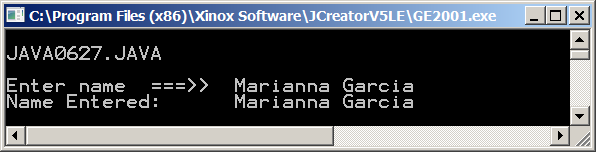 C:\Program Files (x86)\Xinox Software\JCreatorV5LE\GE2001.exe
JAVA0627.JAVA
Enter name  ===>>  Marianna Garcia
Name Entered:      Marianna Garcia